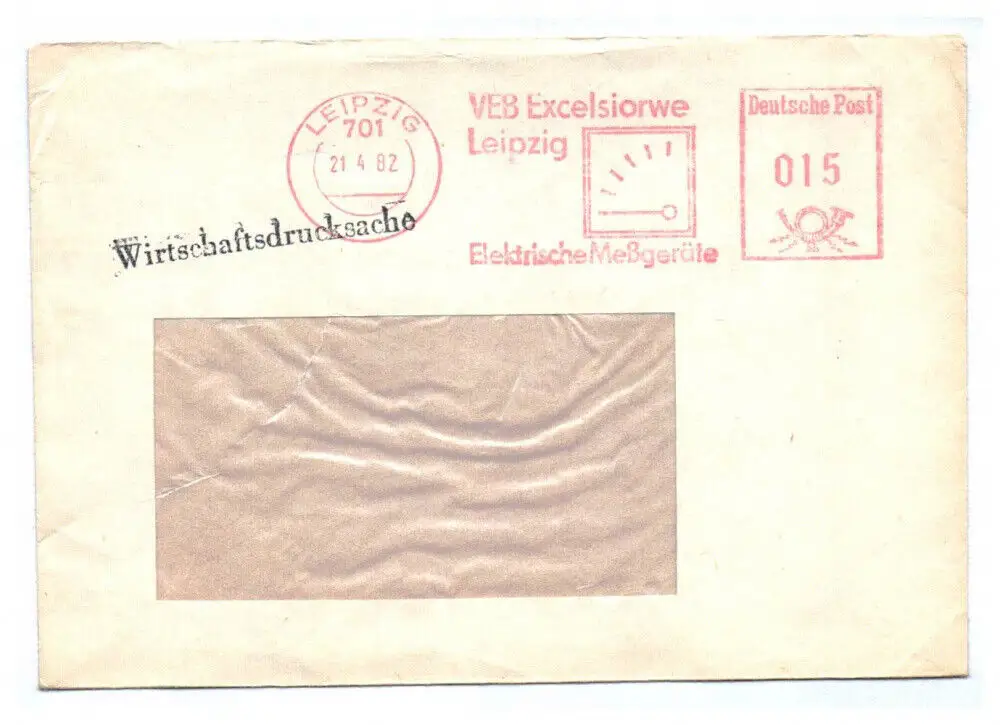 LEIPZIG
701
21.4.82
VEB Excelsiorwe
Leipzig
Elektrische Meßgeräte
Deutsche Post
015
Wirtschaftsdrucksache